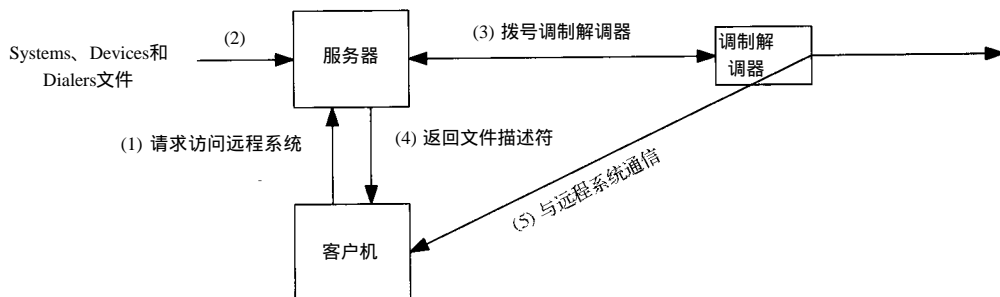 (2)
(3) 拨号调制解调器
Systems、Devices和
Dialers文件
服务器
调制解
调器
(1) 请求访问远程系统
(4) 返回文件描述符
(5) 与远程系统通信
客户机